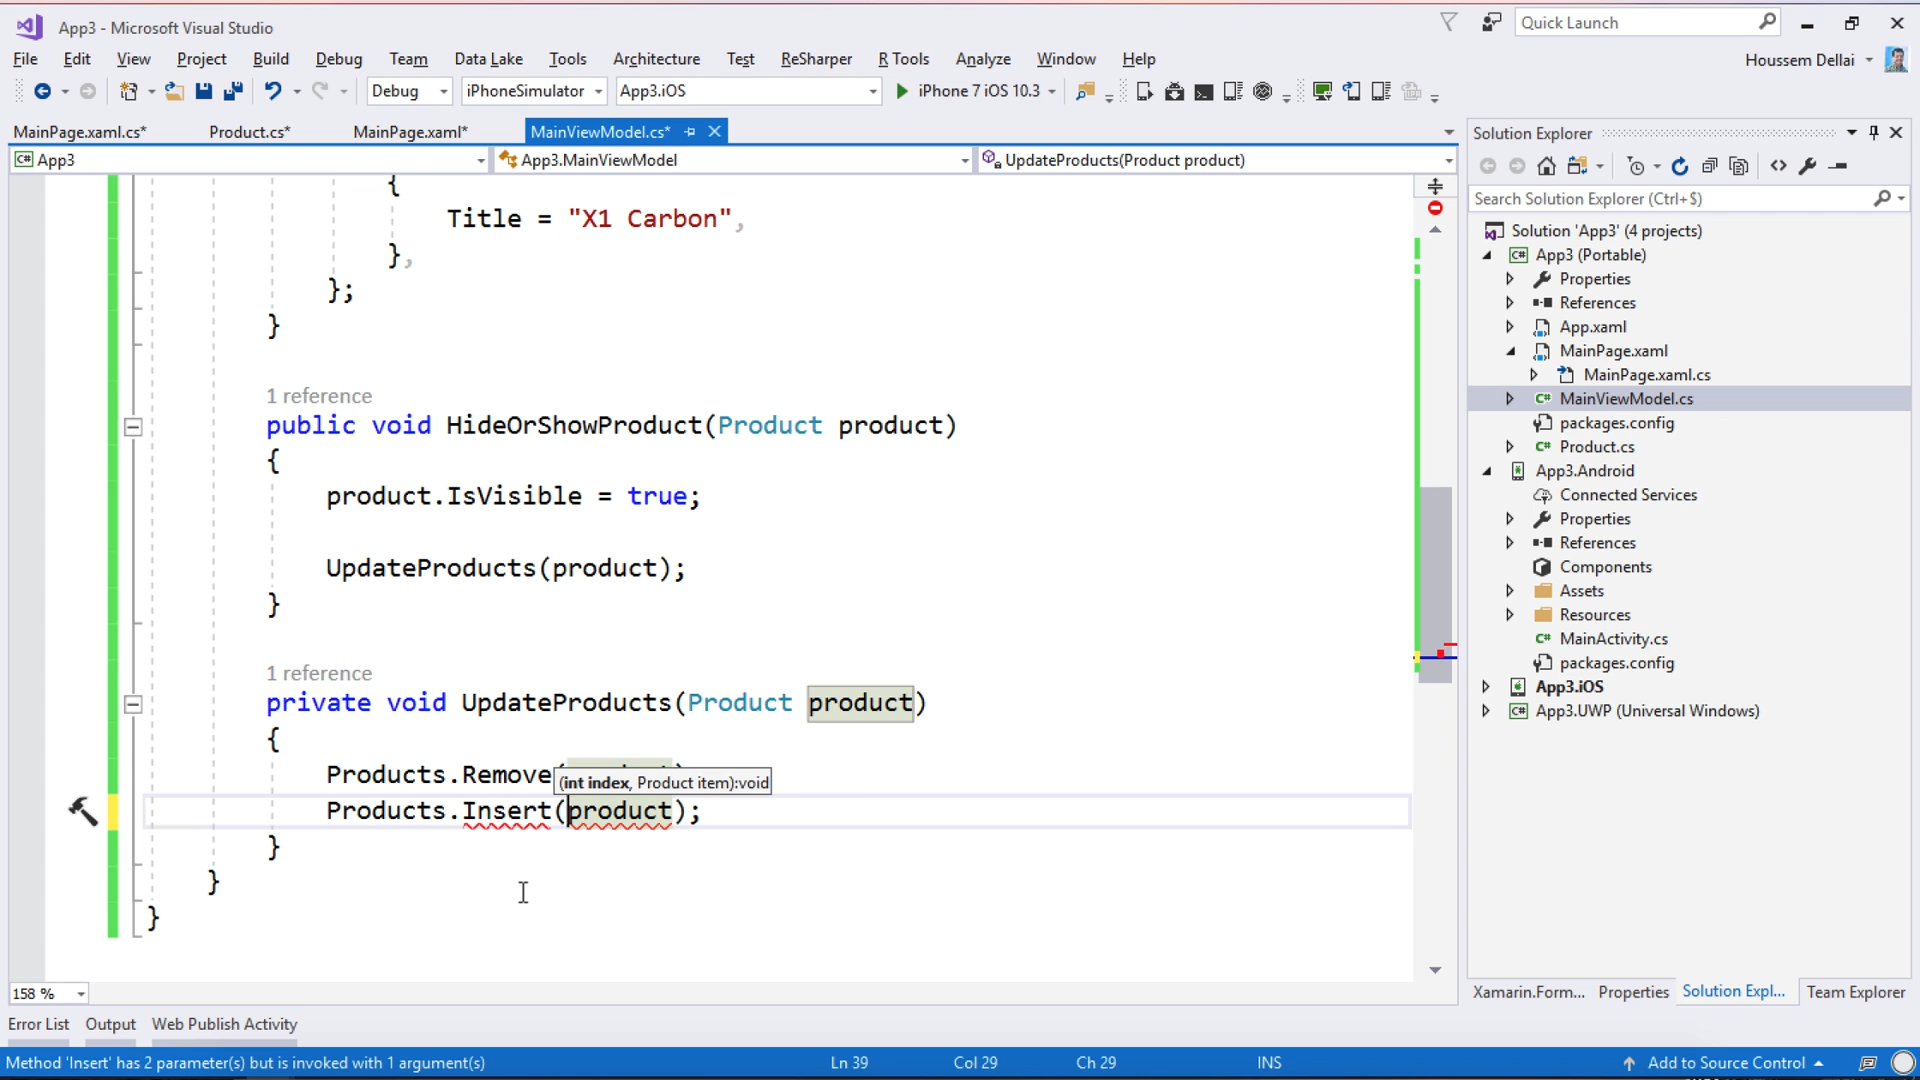 App3 - Microsoft Visual Studio
Quick Launch
File Edit View Project Build Debug Team Data Lake Tools Architecture Test ReSharper R Tools Analyze Window Help
Houssem Dellai
Debug iPhoneSimulator App3.iOS iPhone 7 iOS 10.3
MainPage.xaml.cs* Product.cs* MainPage.xaml* MainViewModel.cs*
C# App3 App3.MainViewModel UpdateProducts(Product product)
{
Title = "X1 Carbon",
},
};
}
1 reference
public void HideOrShowProduct(Product product)
{
product.IsVisible = true;
UpdateProducts(product);
}
1 reference
private void UpdateProducts(Product product)
{
Products.Remove(
(int index, Product item):void
Products.Insert(product);
}
}
}
158 %
Error List Output Web Publish Activity
Method 'Insert' has 2 parameter(s) but is invoked with 1 argument(s)
Ln 39 Col 29 Ch 29 INS
Add to Source Control
Solution Explorer
Search Solution Explorer (Ctrl+$)
Solution 'App3' (4 projects)
C# App3 (Portable)
Properties
References
App.xaml
MainPage.xaml
MainPage.xaml.cs
C# MainViewModel.cs
packages.config
C# Product.cs
App3.Android
Connected Services
Properties
References
Components
Assets
Resources
C# MainActivity.cs
packages.config
App3.iOS
C# App3.UWP (Universal Windows)
Xamarin.Form... Properties Solution Expl... Team Explorer